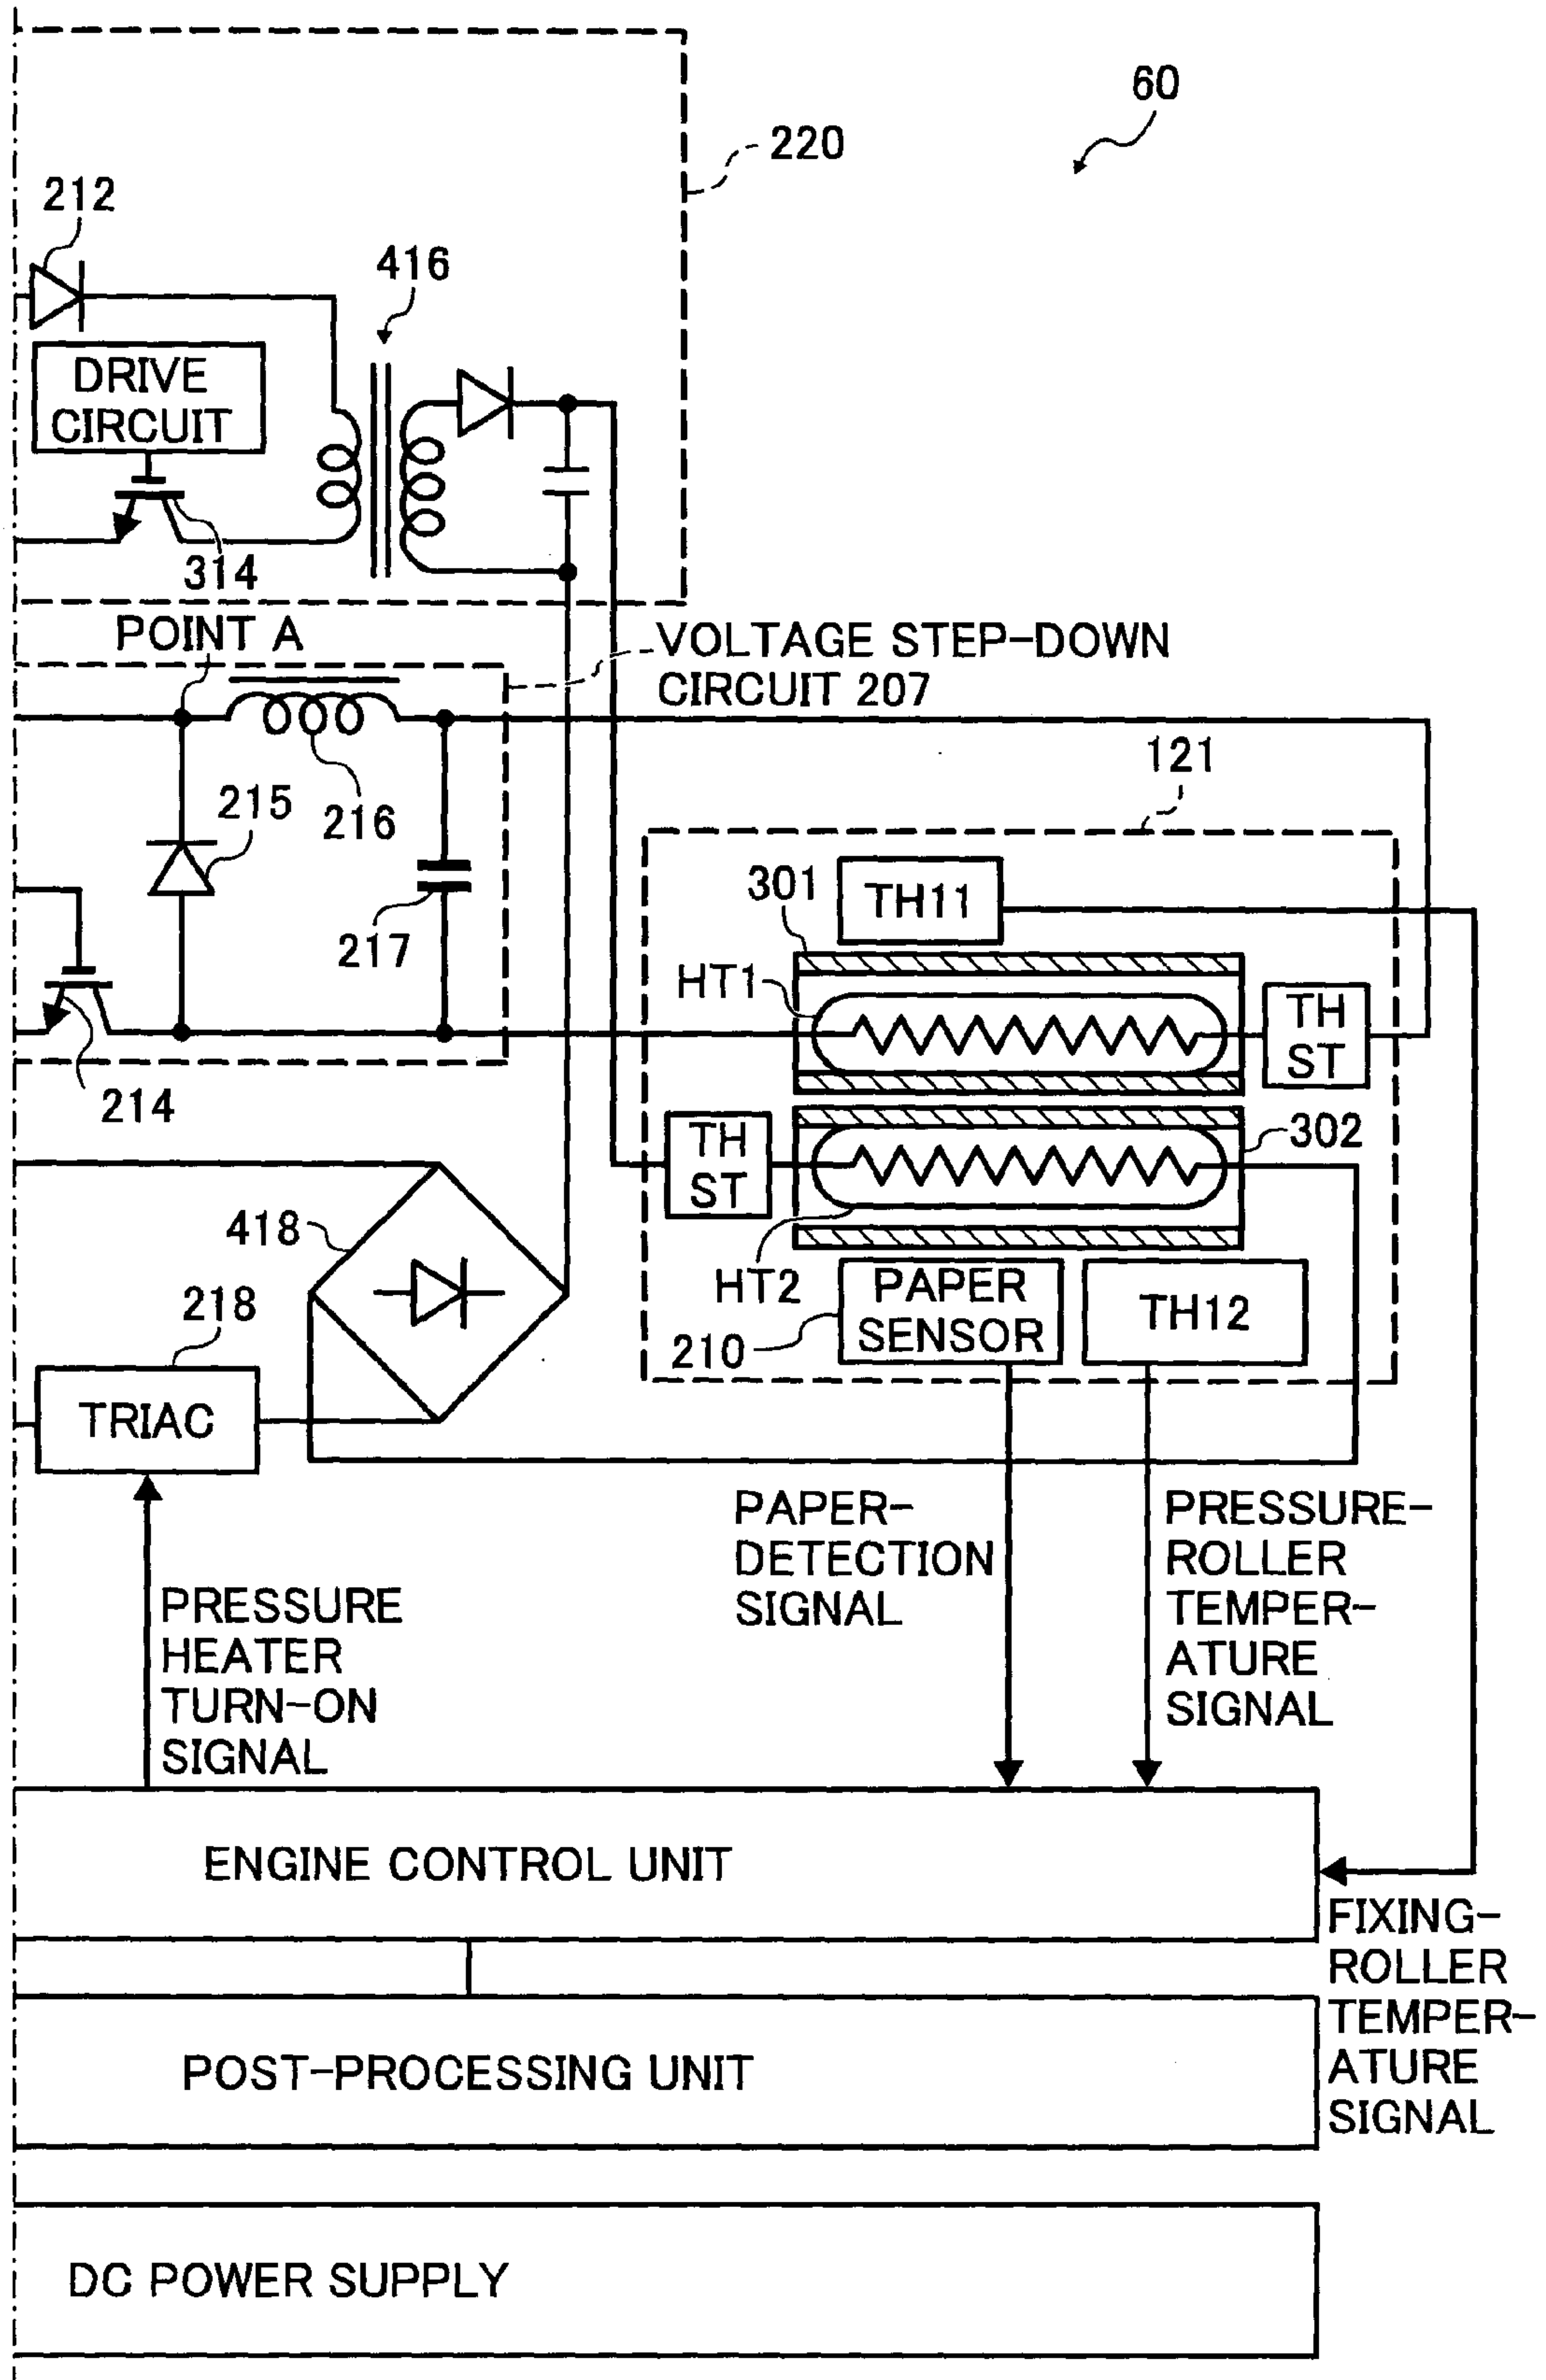 60
220
212
416
DRIVE
CIRCUIT
314
POINT A
VOLTAGE STEP-DOWN
CIRCUIT 207
121
215
216
301
TH11
217
HT1
TH
ST
214
TH
ST
302
418
HT2
PAPER
SENSOR
TH12
218
210
TRIAC
PAPER-
DETECTION
SIGNAL
PRESSURE-
ROLLER
TEMPER-
ATURE
SIGNAL
PRESSURE
HEATER
TURN-ON
SIGNAL
ENGINE CONTROL UNIT
FIXING-
ROLLER
TEMPER-
ATURE
SIGNAL
POST-PROCESSING UNIT
DC POWER SUPPLY